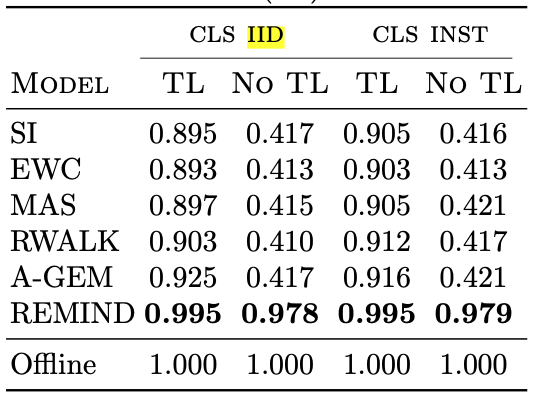 CLS IID CLS INST
MODEL TL NO TL TL NO TL
SI 0.895 0.417 0.905 0.416
EWC 0.893 0.413 0.903 0.413
MAS 0.897 0.415 0.905 0.421
RWALK 0.903 0.410 0.912 0.417
A-GEM 0.925 0.417 0.916 0.421
REMIND 0.995 0.978 0.995 0.979
Offline 1.000 1.000 1.000 1.000